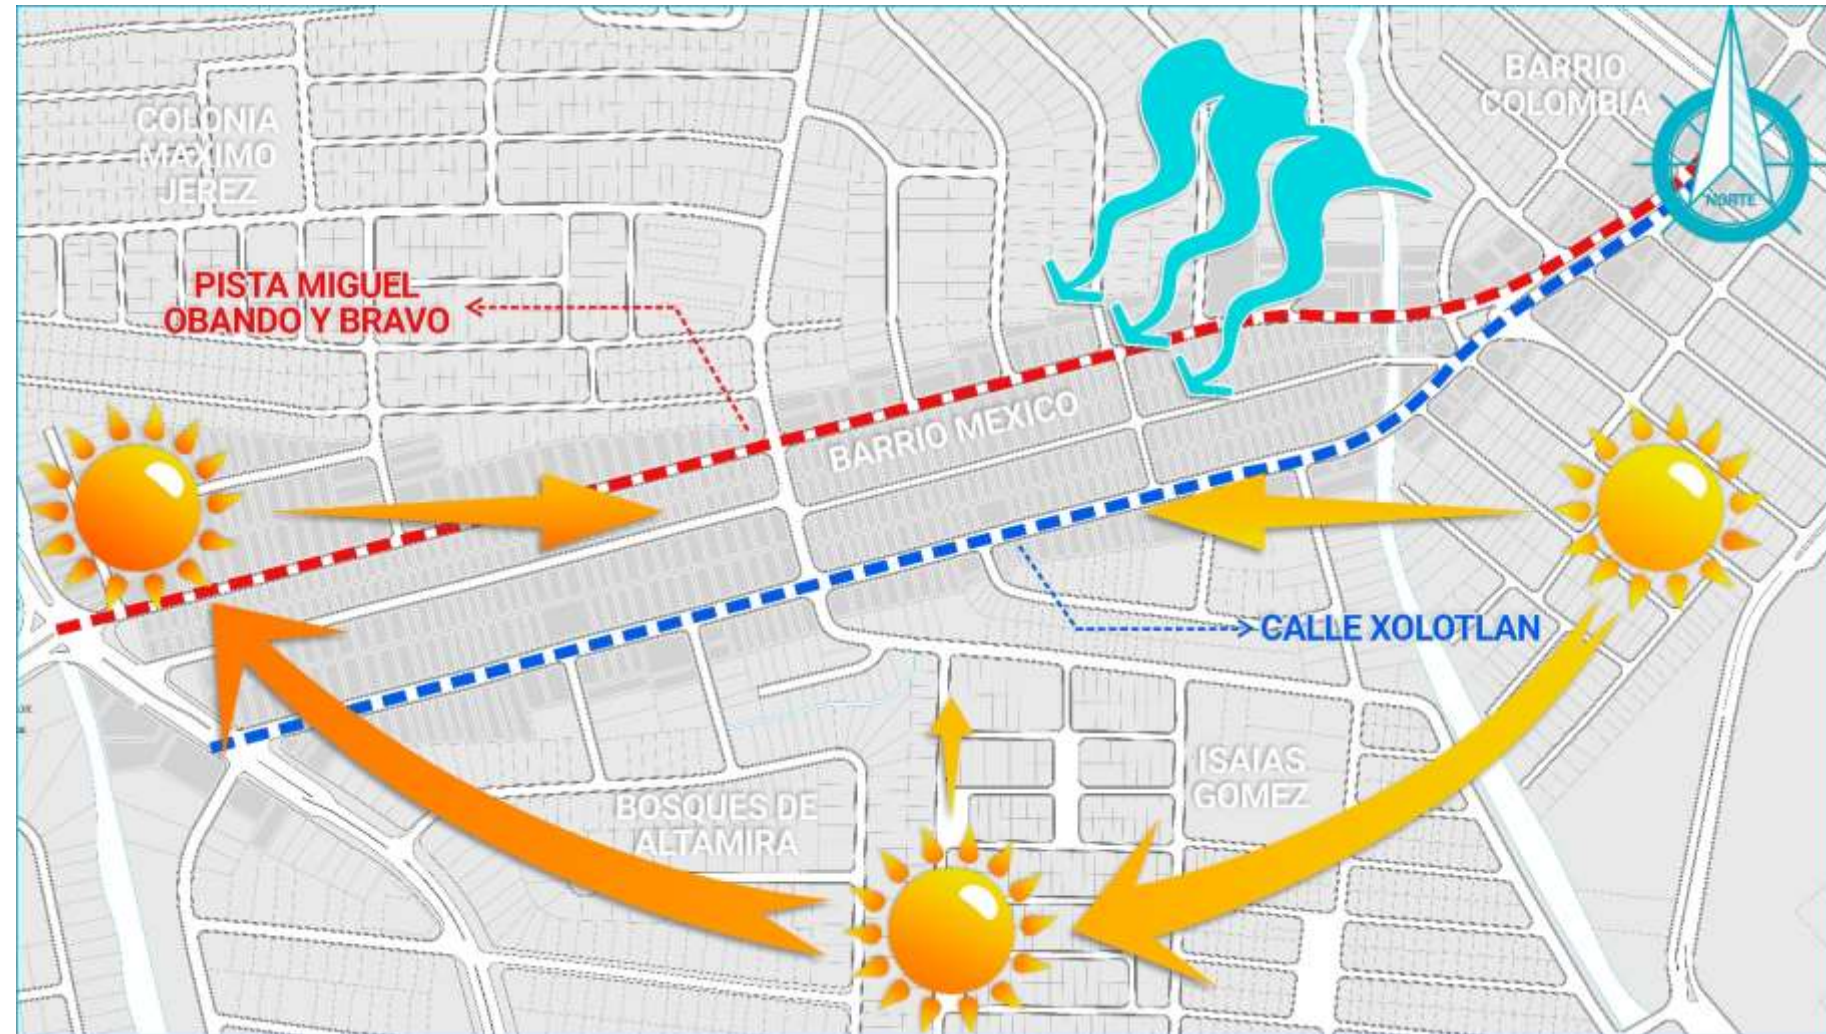 BARRIO
COLOMBIA
COLONIA
MAXIMO
JEREZ
NORTE
PISTA MIGUEL
OBANDO Y BRAVO
BARRIO MEXICO
CALLE XOLOTLAN
ISAIAS
GOMEZ
BOSQUES DE
ALTAMIRA